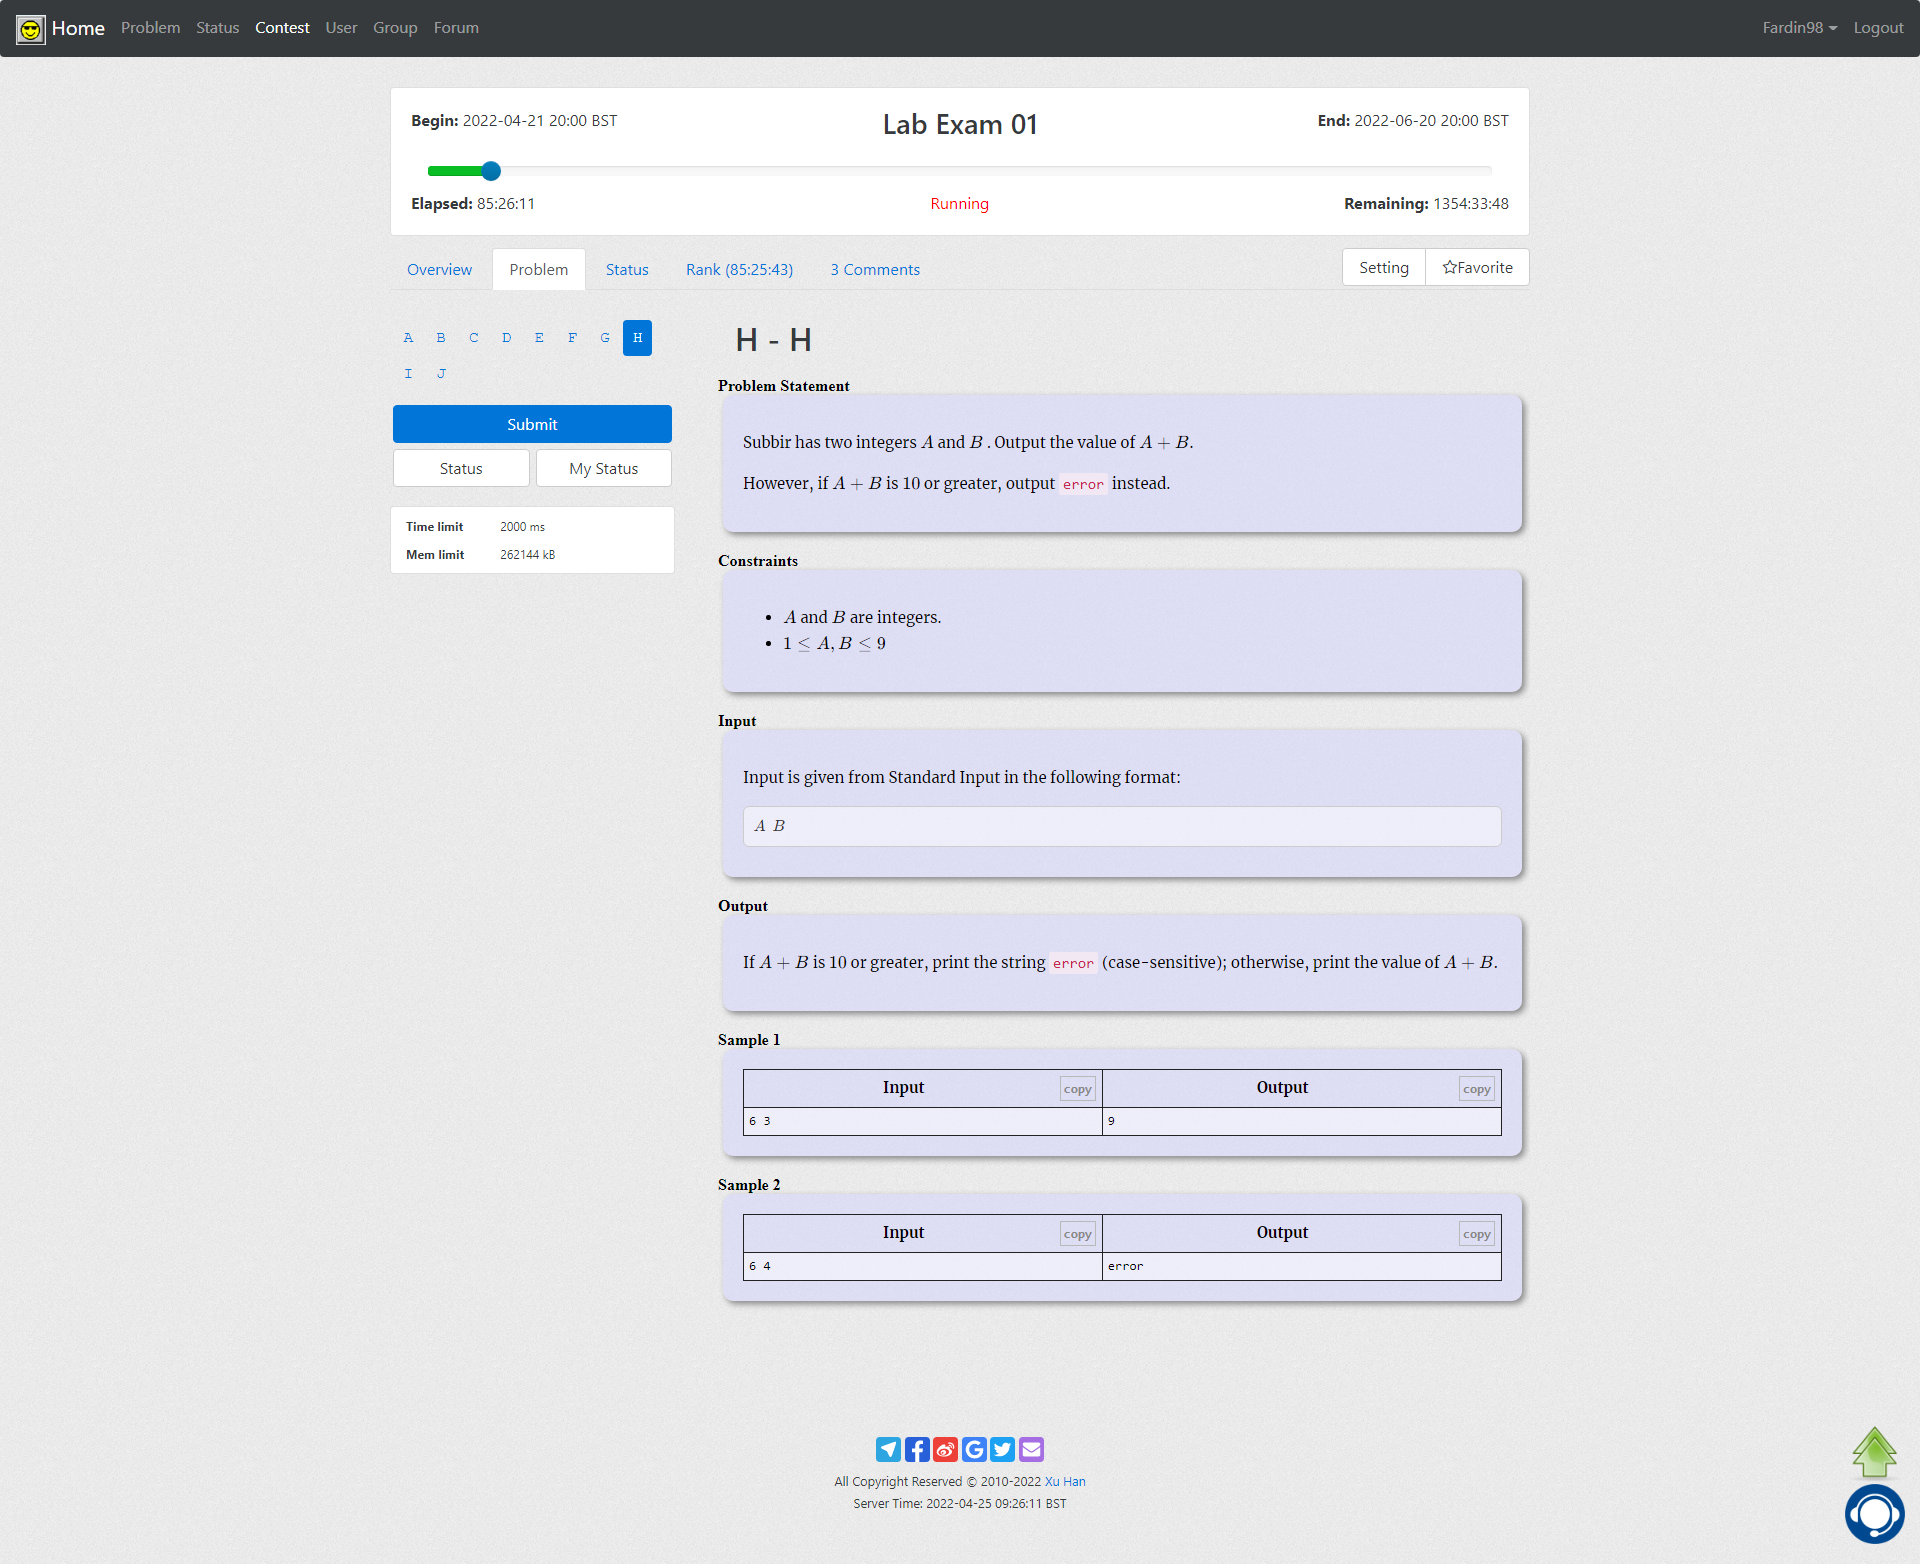 Home Problem Status Contest User Group Forum Fardin98 Logout
Begin: 2022-04-21 20:00 BST Lab Exam 01 End: 2022-06-20 20:00 BST
Elapsed: 85:26:11 Running Remaining: 1354:33:48
Overview Problem Status Rank (85:25:43) 3 Comments Setting Favorite
A B C D E F G H
I J
Submit
Status My Status
Time limit 2000 ms
Mem limit 262144 kB
H - H
Problem Statement
Subbir has two integers A and B . Output the value of A + B.
However, if A + B is 10 or greater, output error instead.
Constraints
• A and B are integers.
• 1 ≤ A, B ≤ 9
Input
Input is given from Standard Input in the following format:
A B
Output
If A + B is 10 or greater, print the string error (case-sensitive); otherwise, print the value of A + B.
Sample 1
Input copy Output copy
6 3 9
Sample 2
Input copy Output copy
6 4 error
All Copyright Reserved © 2010-2022 Xu Han
Server Time: 2022-04-25 09:26:11 BST